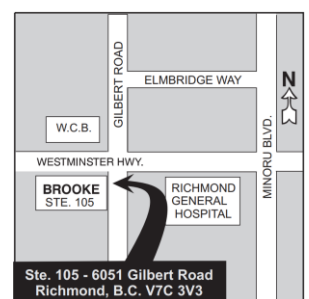 GILBERT ROAD
ELMBRIDGE WAY
N
W.C.B.
MINORU BLVD.
WESTMINSTER HWY.
BROOKE
STE. 105
RICHMOND
GENERAL
HOSPITAL
Ste. 105 - 6051 Gilbert Road
Richmond, B.C. V7C 3V3